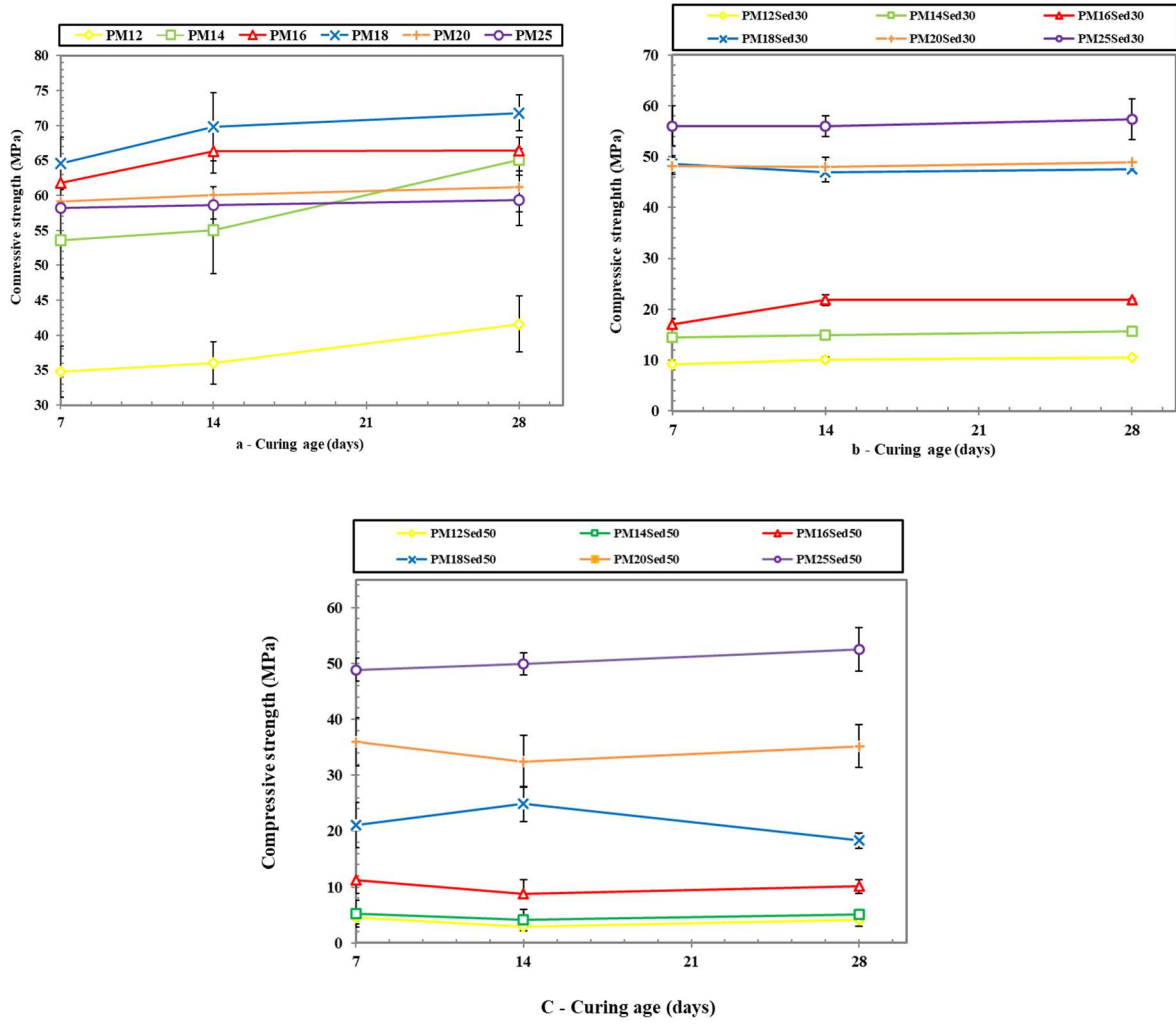 PM12 PM14 PM16 PM18 PM20 PM25
Comressive strength (MPa)
80
75
70
65
60
55
50
45
40
35
30
7 14 21 28
a - Curing age (days)
PM12Sed30 PM14Sed30 PM16Sed30
PM18Sed30 PM20Sed30 PM25Sed30
Compressice strenghth (MPa)
70
60
50
40
30
20
10
0
7 14 21 28
b - Curing age (days)
PM12Sed50 PM14Sed50 PM16Sed50
PM18Sed50 PM20Sed50 PM25Sed50
Compressive strength (MPa)
60
50
40
30
20
10
0
7 14 21 28
C - Curing age (days)